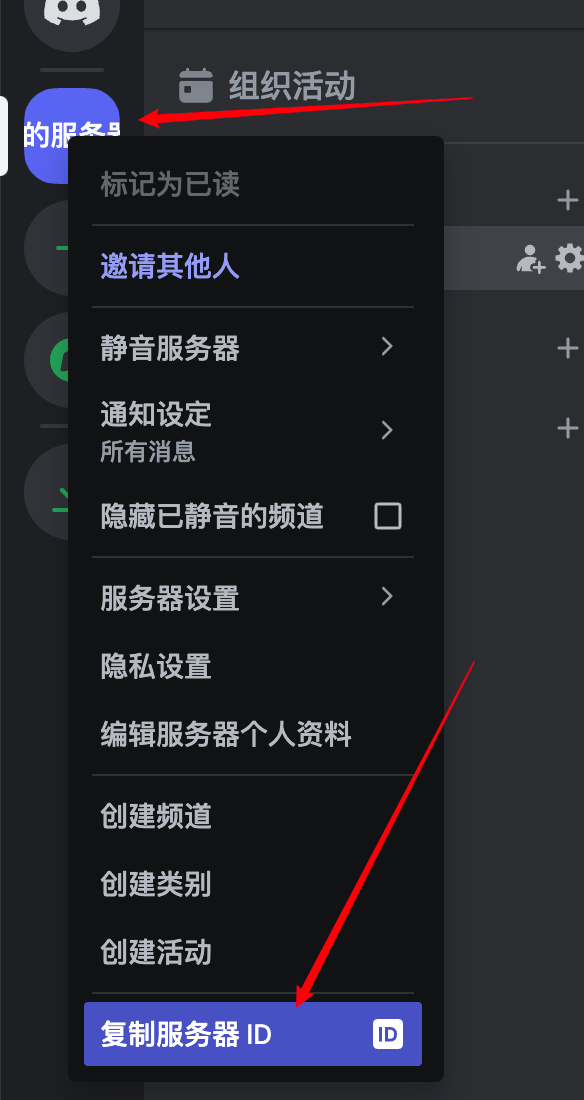 组织活动
的服务器
标记为已读
邀请其他人
静音服务器
通知设定
所有消息
隐藏已静音的频道
服务器设置
隐私设置
编辑服务器个人资料
创建频道
创建类别
创建活动
复制服务器 ID
ID